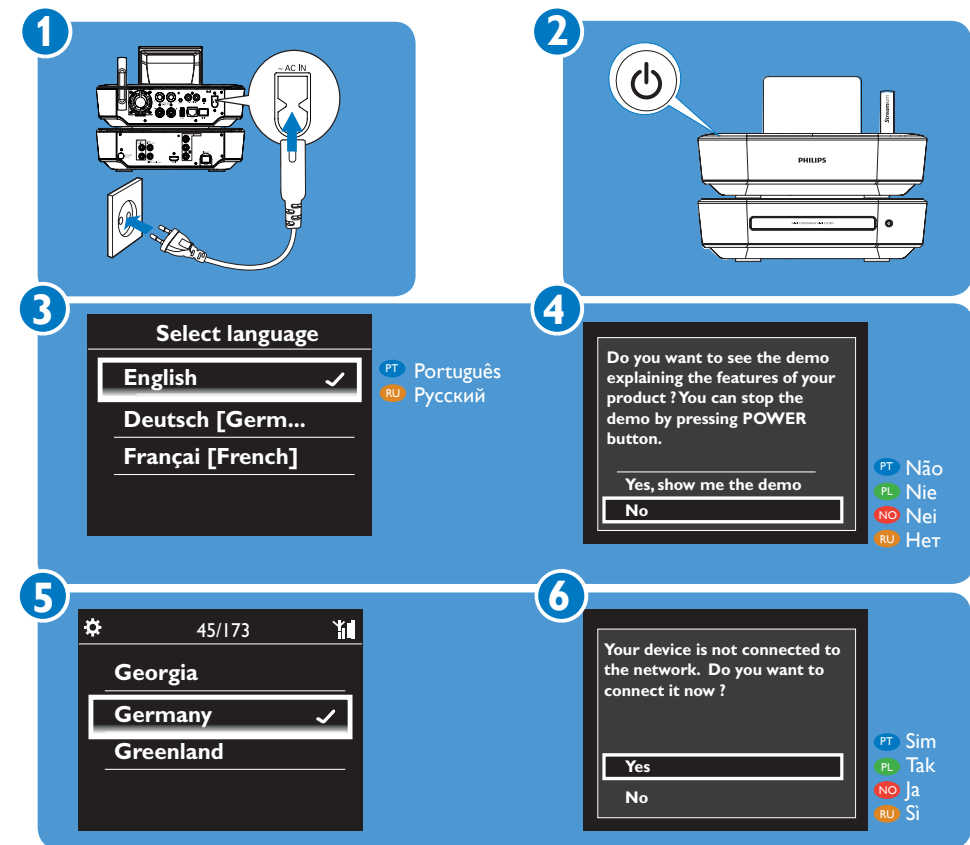 1
~ AC IN
2
Streamium
PHILIPS
3
Select language
English
Deutsch [Germ...
Françai [French]
PT Português
RU Русский
4
Do you want to see the demo
explaining the features of your
product ? You can stop the
demo by pressing POWER
button.
Yes, show me the demo
No
PT Não
PL Nie
NO Nei
RU Нет
5
45/173
Georgia
Germany
Greenland
6
Your device is not connected to
the network. Do you want to
connect it now ?
Yes
No
PT Sim
PL Tak
NO Ja
RU Sì